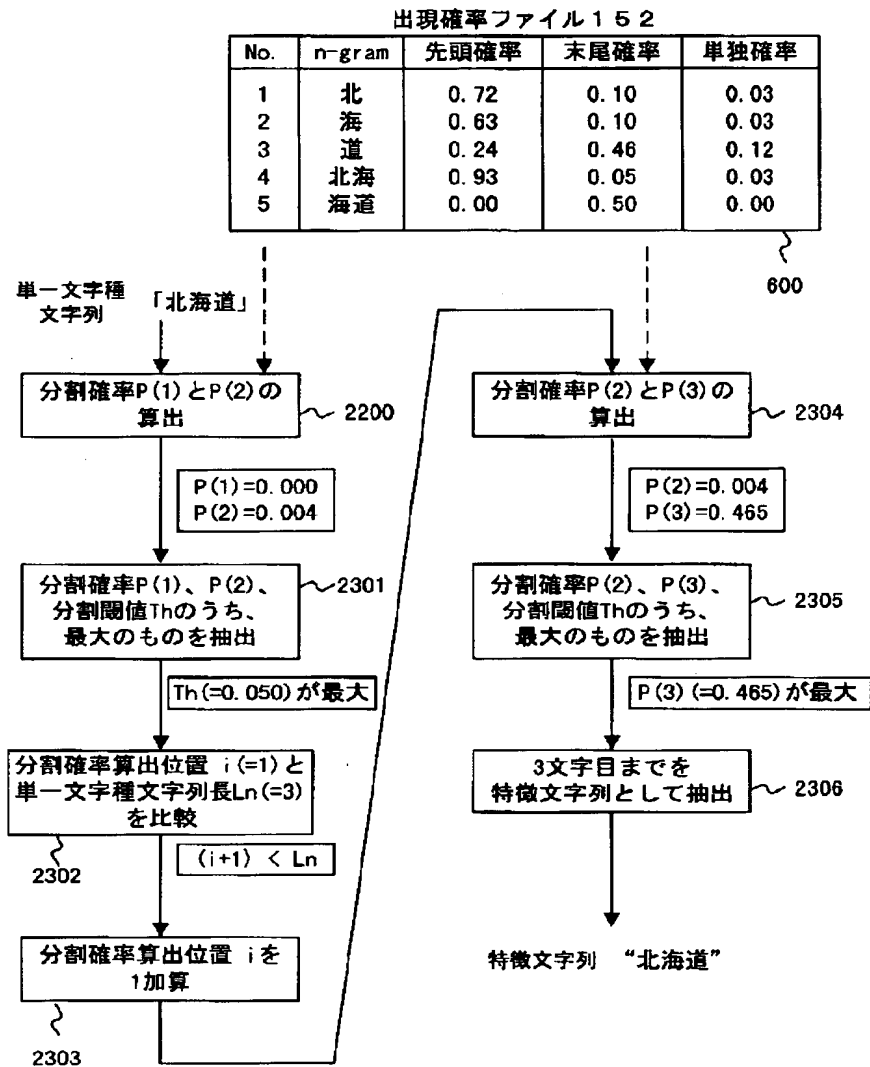 出現確率ファイル152
No. n-gram 先頭確率 末尾確率 単独確率
1 北 0.72 0.10 0.03
2 海 0.63 0.10 0.03
3 道 0.24 0.46 0.12
4 北海 0.93 0.05 0.03
5 海道 0.00 0.50 0.00
600
単一文字種
文字列
「北海道」
分割確率P(1)とP(2)の
算出
2200
P(1)=0.000
P(2)=0.004
分割確率P(1)、P(2)、
分割閾値Thのうち、
最大のものを抽出
2301
Th(=0.050)が最大
分割確率算出位置 i(=1)と
単一文字種文字列長Ln(=3)
を比較
2302
(i+1) < Ln
分割確率算出位置 iを
1加算
2303
分割確率P(2)とP(3)の
算出
2304
P(2)=0.004
P(3)=0.465
分割確率P(2)、P(3)、
分割閾値Thのうち、
最大のものを抽出
2305
P(3)(=0.465)が最大
3文字目までを
特徴文字列として抽出
2306
特徴文字列 “北海道”